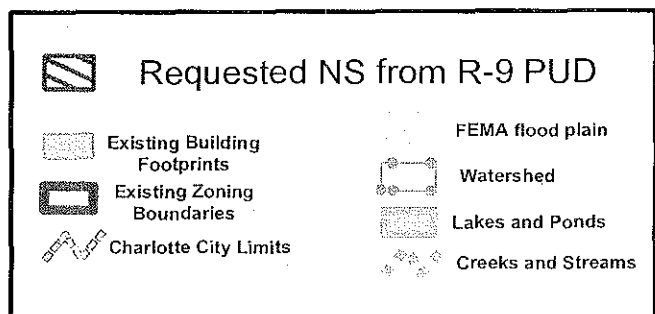 Requested NS from R-9 PUD
Existing Building
Footprints
Existing Zoning
Boundaries
Charlotte City Limits
FEMA flood plain
Watershed
Lakes and Ponds
Creeks and Streams